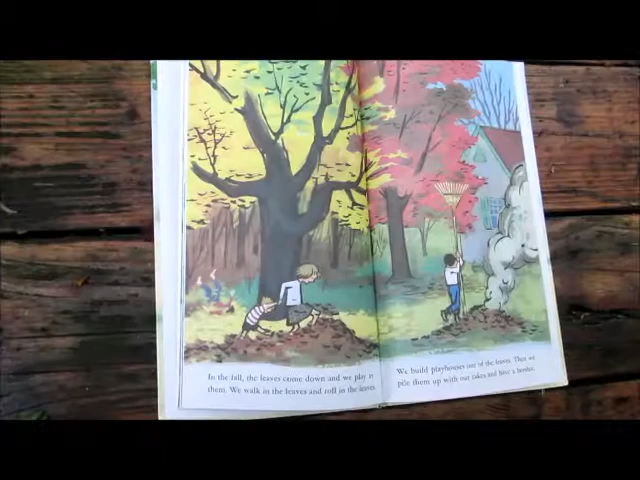 In the fall, the leaves come down and we play in
them. We walk in the leaves and roll in the leaves.
We build playhouses out of the leaves. Then we
pile them up with our rakes and have a bonfire.